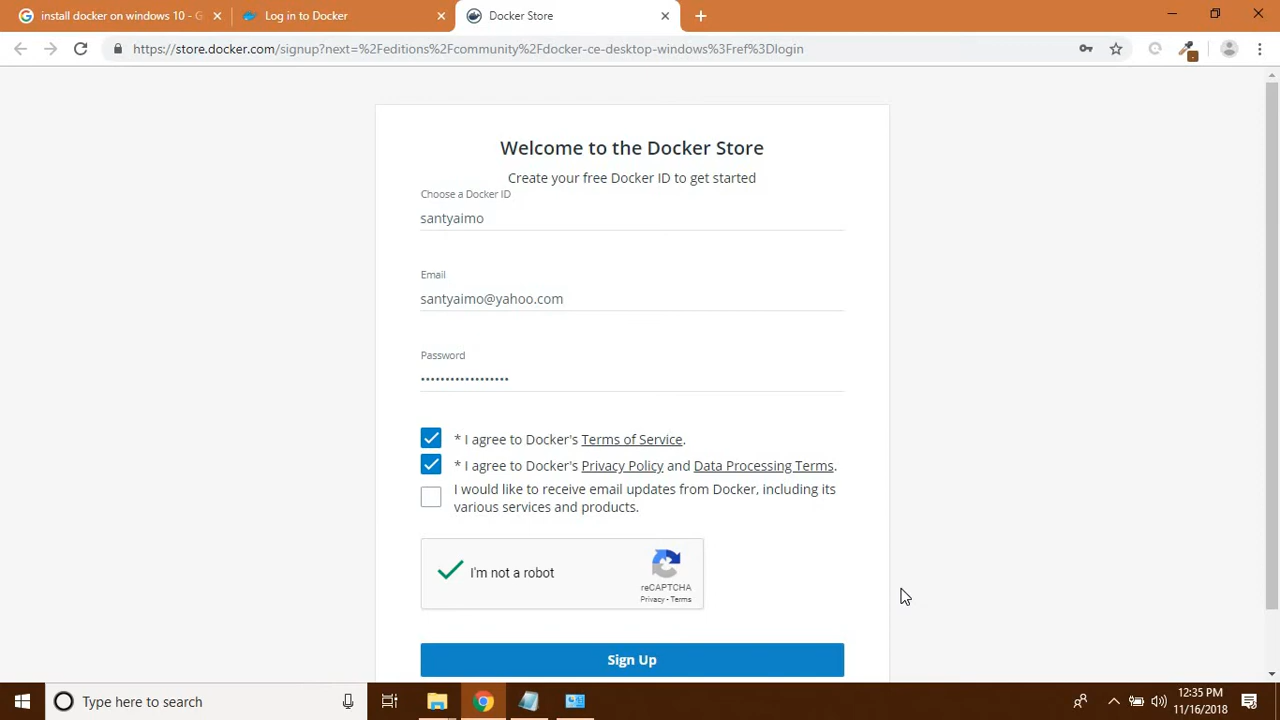 install docker on windows 10 - G
Log in to Docker
Docker Store
https://store.docker.com/signup?next=%2Feditions%2Fcommunity%2Fdocker-ce-desktop-windows%3Fref%3Dlogin
Welcome to the Docker Store
Create your free Docker ID to get started
Choose a Docker ID
santyaimo
Email
santyaimo@yahoo.com
Password
••••••••••••••••••
* I agree to Docker's Terms of Service.
* I agree to Docker's Privacy Policy and Data Processing Terms.
I would like to receive email updates from Docker, including its
various services and products.
I'm not a robot
reCAPTCHA
Privacy - Terms
Sign Up
Type here to search
12:35 PM
11/16/2018